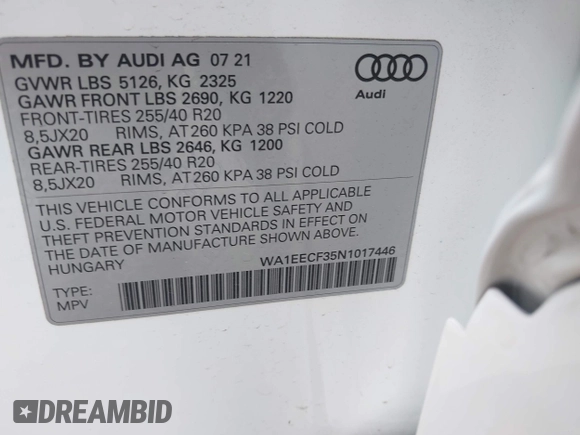 MFD. BY AUDI AG 07 21
GVWR LBS 5126, KG 2325
GAWR FRONT LBS 2690, KG 1220
FRONT-TIRES 255/40 R20
8,5JX20 RIMS, AT 260 KPA 38 PSI COLD
GAWR REAR LBS 2646, KG 1200
REAR-TIRES 255/40 R20
8,5JX20 RIMS, AT 260 KPA 38 PSI COLD
Audi
THIS VEHICLE CONFORMS TO ALL APPLICABLE
U.S. FEDERAL MOTOR VEHICLE SAFETY AND
THEFT PREVENTION STANDARDS IN EFFECT ON
THE DATE OF MANUFACTURE SHOWN ABOVE.
HUNGARY WA1EECF35N1017446
TYPE:
MPV
DREAMBID